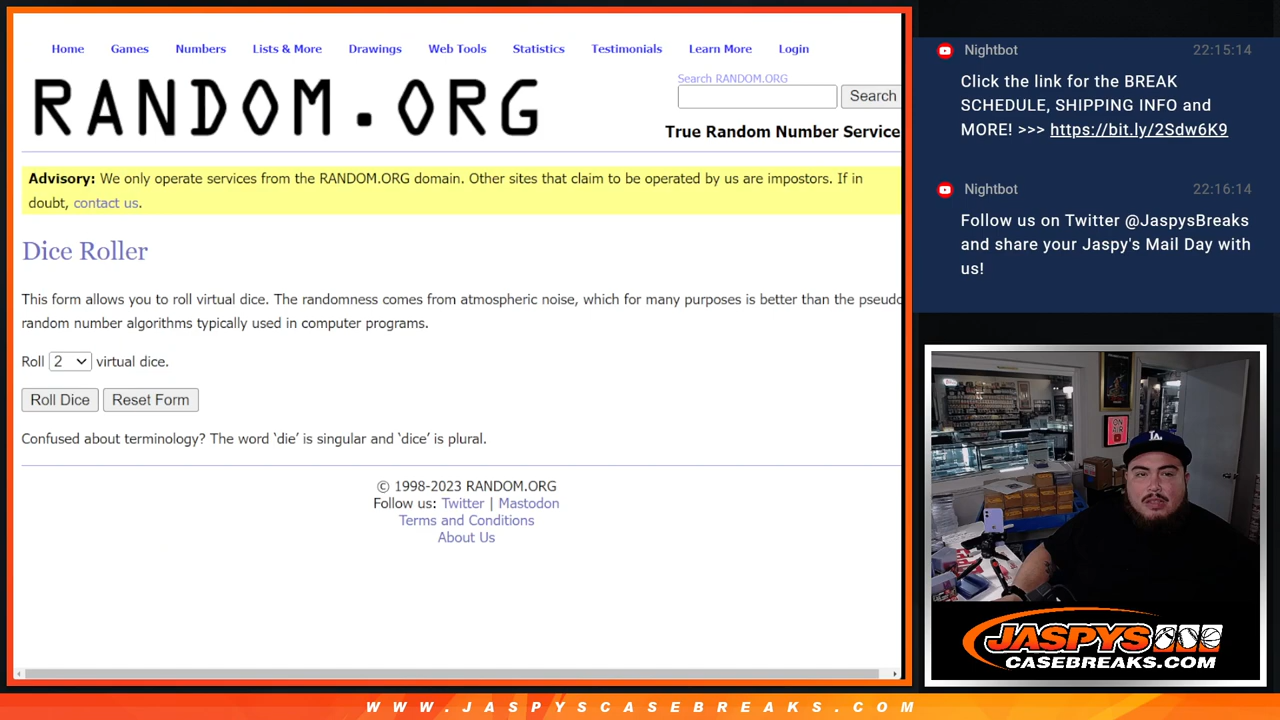 Home Games Numbers Lists & More Drawings Web Tools Statistics Testimonials Learn More Login
RANDOM.ORG
Search RANDOM.ORG
Search
True Random Number Service
Advisory: We only operate services from the RANDOM.ORG domain. Other sites that claim to be operated by us are impostors. If in
doubt, contact us.
Dice Roller
This form allows you to roll virtual dice. The randomness comes from atmospheric noise, which for many purposes is better than the pseudo
random number algorithms typically used in computer programs.
Roll 2 virtual dice.
Roll Dice Reset Form
Confused about terminology? The word ‘die’ is singular and ‘dice’ is plural.
© 1998-2023 RANDOM.ORG
Follow us: Twitter | Mastodon
Terms and Conditions
About Us
Nightbot 22:15:14
Click the link for the BREAK
SCHEDULE, SHIPPING INFO and
MORE! >>> https://bit.ly/2Sdw6K9
Nightbot 22:16:14
Follow us on Twitter @JaspysBreaks
and share your Jaspy's Mail Day with
us!
ON
AIR
LA
JASPYS
CASEBREAKS.COM
WWW.JASPYSCASEBREAKS.COM